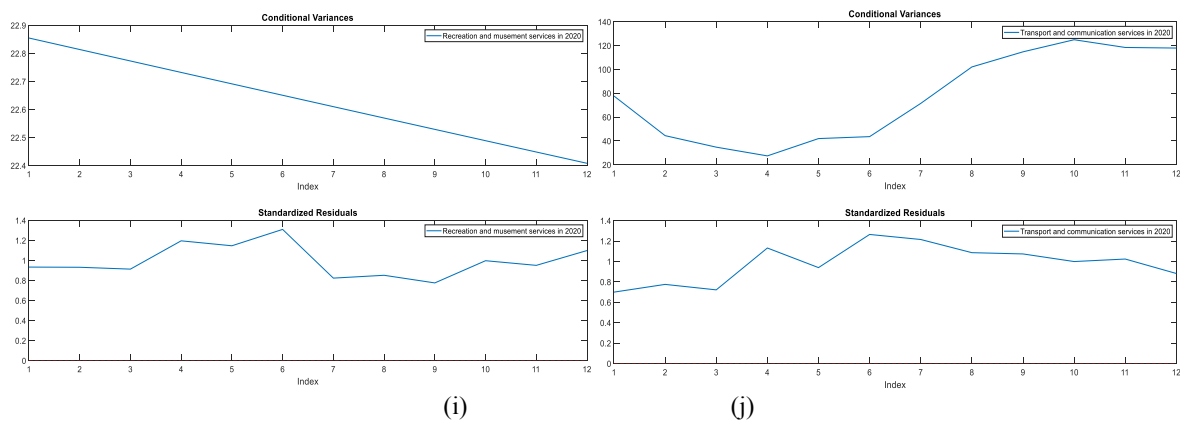 Conditional Variances
Recreation and musement services in 2020
22.9
22.8
22.7
22.6
22.5
22.4
1 2 3 4 5 6 7 8 9 10 11 12
Index
Standardized Residuals
Recreation and musement services in 2020
1.4
1.2
1
0.8
0.6
0.4
0.2
0
1 2 3 4 5 6 7 8 9 10 11 12
Index
(i)
Conditional Variances
Transport and communication services in 2020
140
120
100
80
60
40
20
1 2 3 4 5 6 7 8 9 10 11 12
Index
Standardized Residuals
Transport and communication services in 2020
1.4
1.2
1
0.8
0.6
0.4
0.2
0
1 2 3 4 5 6 7 8 9 10 11 12
Index
(j)